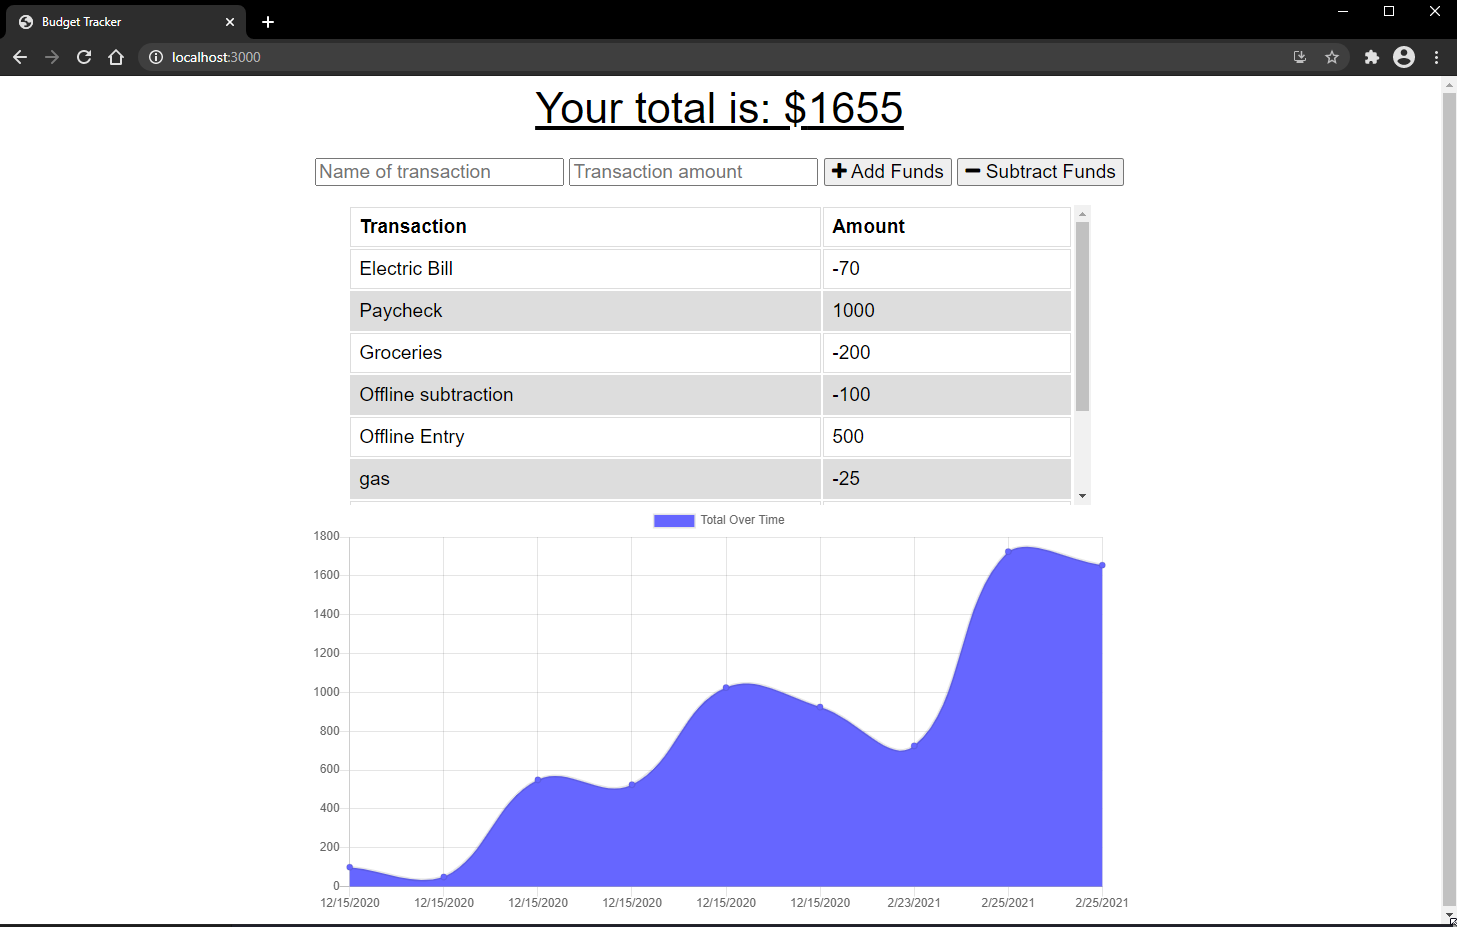 Budget Tracker
localhost:3000
Your total is: $1655
Name of transaction Transaction amount Add Funds Subtract Funds
Transaction Amount
Electric Bill -70
Paycheck 1000
Groceries -200
Offline subtraction -100
Offline Entry 500
gas -25
Total Over Time
1800
1600
1400
1200
1000
800
600
400
200
0
12/15/2020 12/15/2020 12/15/2020 12/15/2020 12/15/2020 12/15/2020 2/23/2021 2/25/2021 2/25/2021